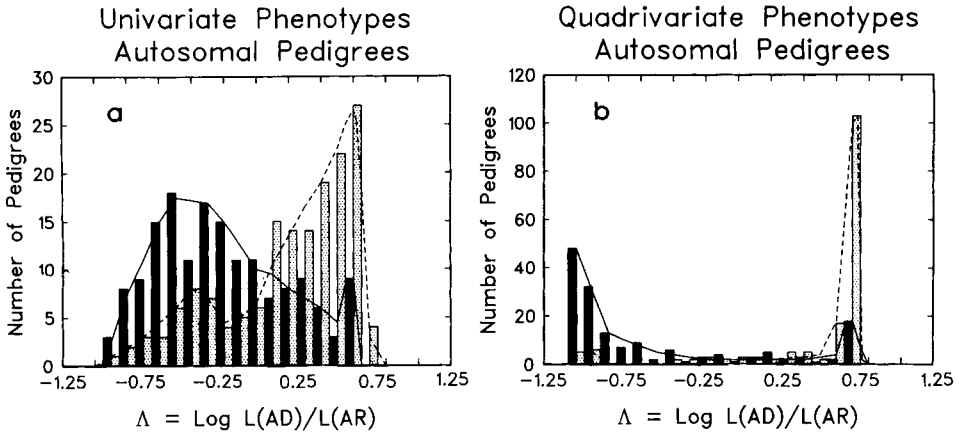 Univariate Phenotypes
Autosomal Pedigrees
Number of Pedigrees
30
25
20
15
10
5
0
a
−1.25 −0.75 −0.25 0.25 0.75 1.25
Λ = Log L(AD)/L(AR)
Quadrivariate Phenotypes
Autosomal Pedigrees
Number of Pedigrees
120
100
80
60
40
20
0
b
−1.25 −0.75 −0.25 0.25 0.75 1.25
Λ = Log L(AD)/L(AR)